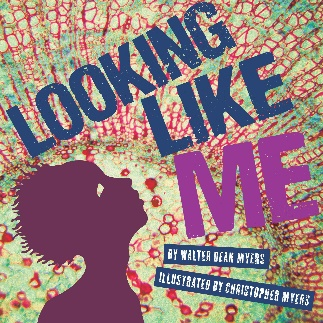 LOOKING
LIKE
ME
BY WALTER DEAN MYERS
ILLUSTRATED BY CHRISTOPHER MYERS